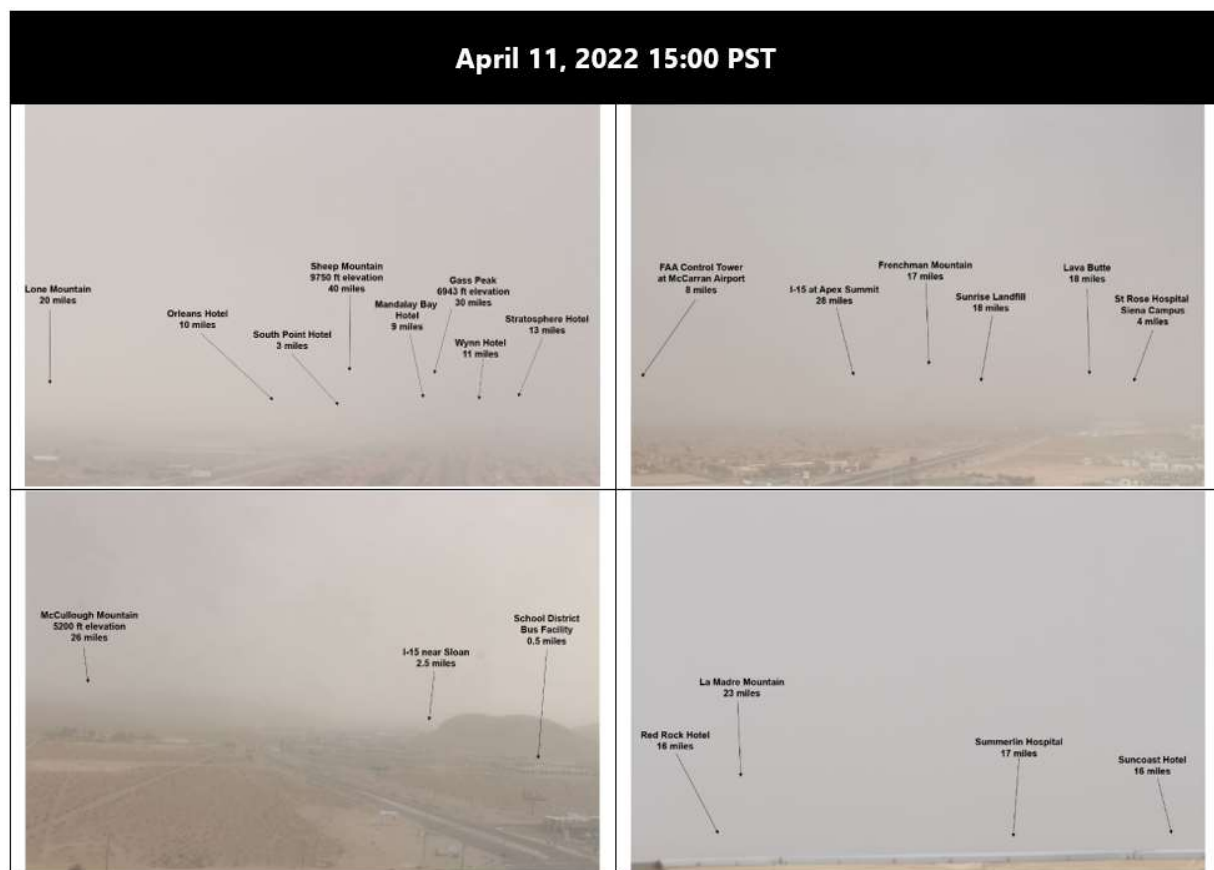 April 11, 2022 15:00 PST
Lone Mountain
20 miles
Orleans Hotel
10 miles
South Point Hotel
3 miles
Sheep Mountain
9750 ft elevation
40 miles
Mandalay Bay
Hotel
9 miles
Gass Peak
6943 ft elevation
30 miles
Wynn Hotel
11 miles
Stratosphere Hotel
13 miles
FAA Control Tower
at McCarran Airport
8 miles
I-15 at Apex Summit
28 miles
Frenchman Mountain
17 miles
Sunrise Landfill
18 miles
Lava Butte
18 miles
St Rose Hospital
Siena Campus
4 miles
McCullough Mountain
5200 ft elevation
26 miles
I-15 near Sloan
2.5 miles
School District
Bus Facility
0.5 miles
Red Rock Hotel
16 miles
La Madre Mountain
23 miles
Summerlin Hospital
17 miles
Suncoast Hotel
16 miles